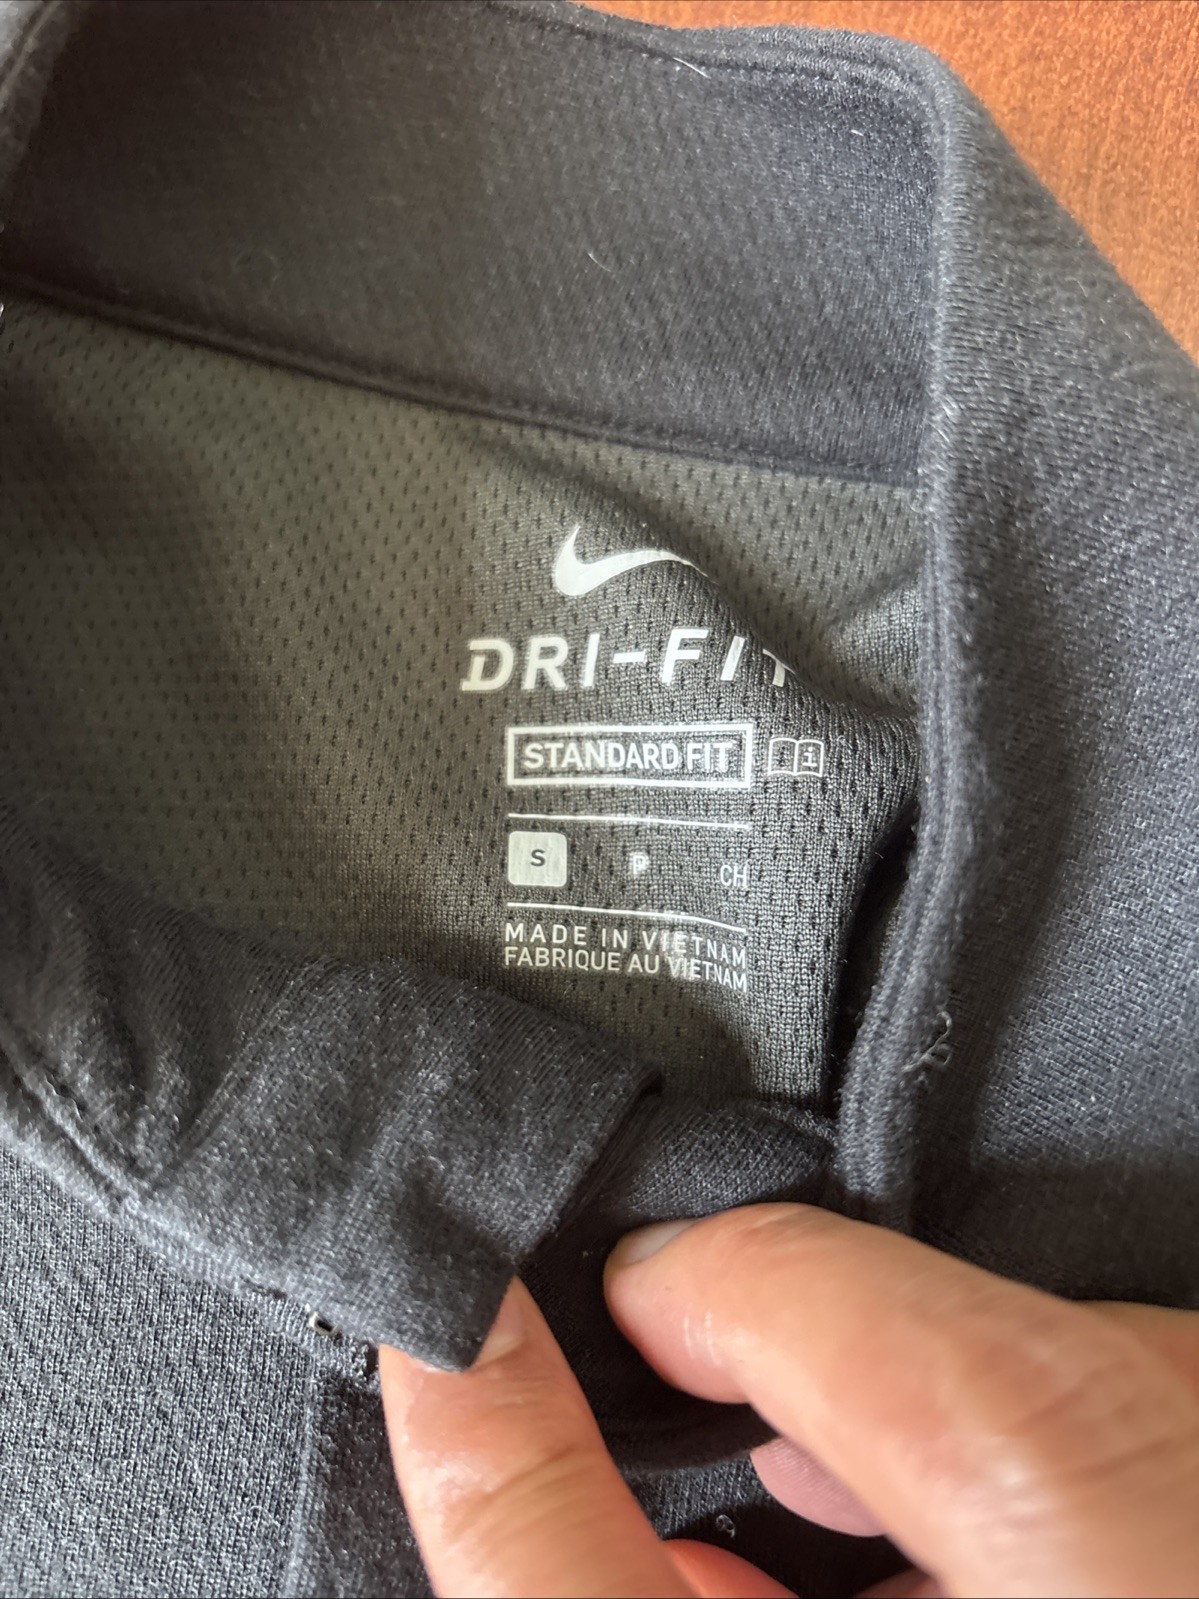 DRI-FIT
STANDARD FIT i
S P CH
MADE IN VIETNAM
FABRIQUE AU VIETNAM